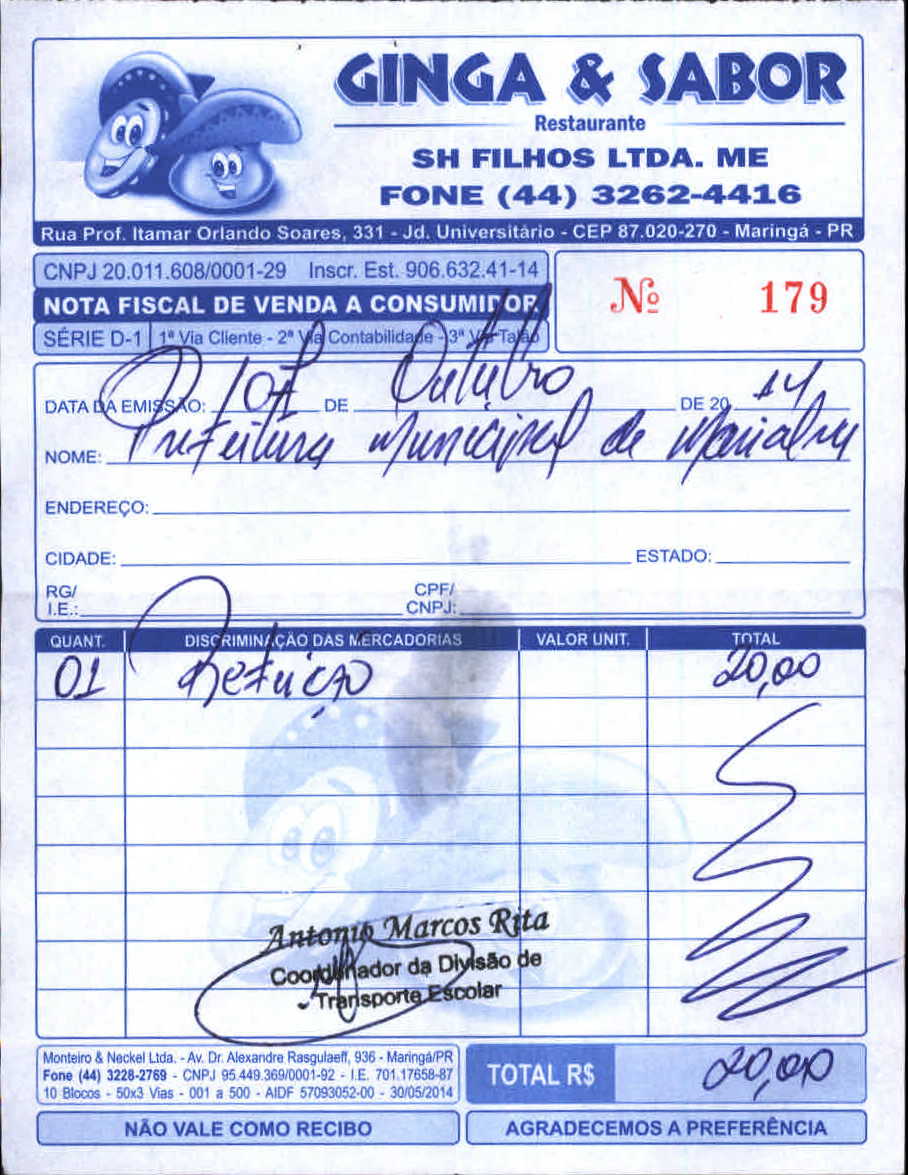 GINGA & SABOR
Restaurante
SH FILHOS LTDA. ME
FONE (44) 3262-4416
Rua Prof. Itamar Orlando Soares, 331 - Jd. Universitário - CEP 87.020-270 - Maringá - PR
CNPJ 20.011.608/0001-29 Inscr. Est. 906.632.41-14
NOTA FISCAL DE VENDA A CONSUMIDOR
Nº 179
SÉRIE D-1 1ª Via Cliente - 2ª Via Contabilidade - 3ª Via Talão
DATA DA EMISSÃO: DE Outubro DE 20 14
NOME: Prefeitura Municipal de Marialva
ENDEREÇO:
CIDADE: ESTADO:
RG/ CPF/
I.E.: CNPJ:
QUANT. DISCRIMINAÇÃO DAS MERCADORIAS VALOR UNIT. TOTAL
01 Refeição 20,00
Antonio Marcos Rita
Coordenador da Divisão de
Transporte Escolar
Monteiro & Neckel Ltda. - Av. Dr. Alexandre Rasgulaeff, 936 - Maringá/PR
Fone (44) 3228-2769 - CNPJ 95.449.369/0001-92 - I.E. 701.17658-87
10 Blocos - 50x3 Vias - 001 a 500 - AIDF 57093052-00 - 30/05/2014
TOTAL R$ 20,00
NÃO VALE COMO RECIBO
AGRADECEMOS A PREFERÊNCIA